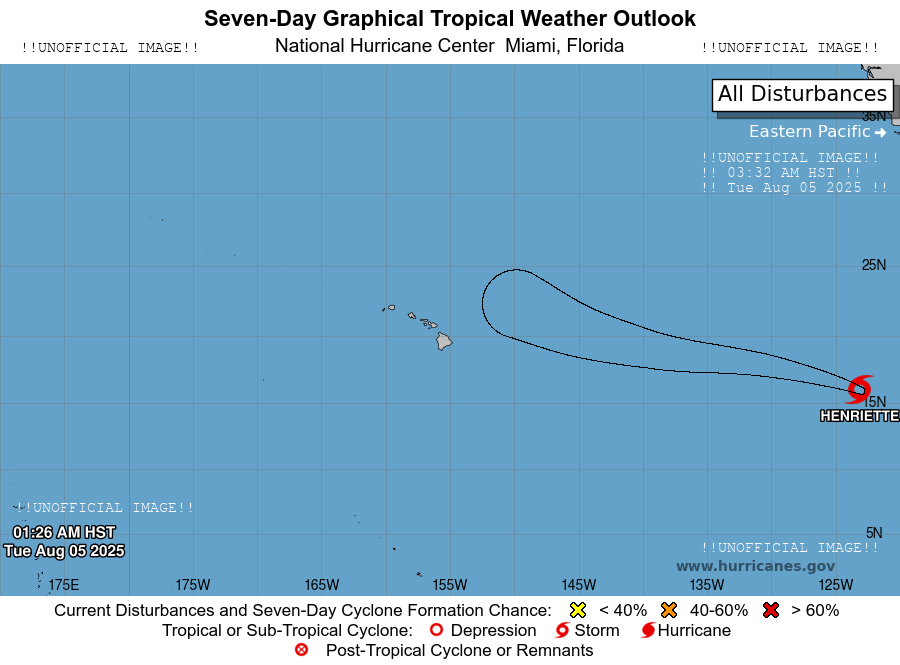 Seven-Day Graphical Tropical Weather Outlook
!!UNOFFICIAL IMAGE!! National Hurricane Center Miami, Florida !!UNOFFICIAL IMAGE!!
All Disturbances
35N
Eastern Pacific
!!UNOFFICIAL IMAGE!!
!! 03:32 AM HST !!
!! Tue Aug 05 2025 !!
25N
15N
HENRIETTE
!!UNOFFICIAL IMAGE!!
01:26 AM HST
5N
Tue Aug 05 2025
!!UNOFFICIAL IMAGE!!
www.hurricanes.gov
175E 175W 165W 155W 145W 135W 125W
Current Disturbances and Seven-Day Cyclone Formation Chance: < 40% 40-60% > 60%
Tropical or Sub-Tropical Cyclone: Depression Storm Hurricane
Post-Tropical Cyclone or Remnants